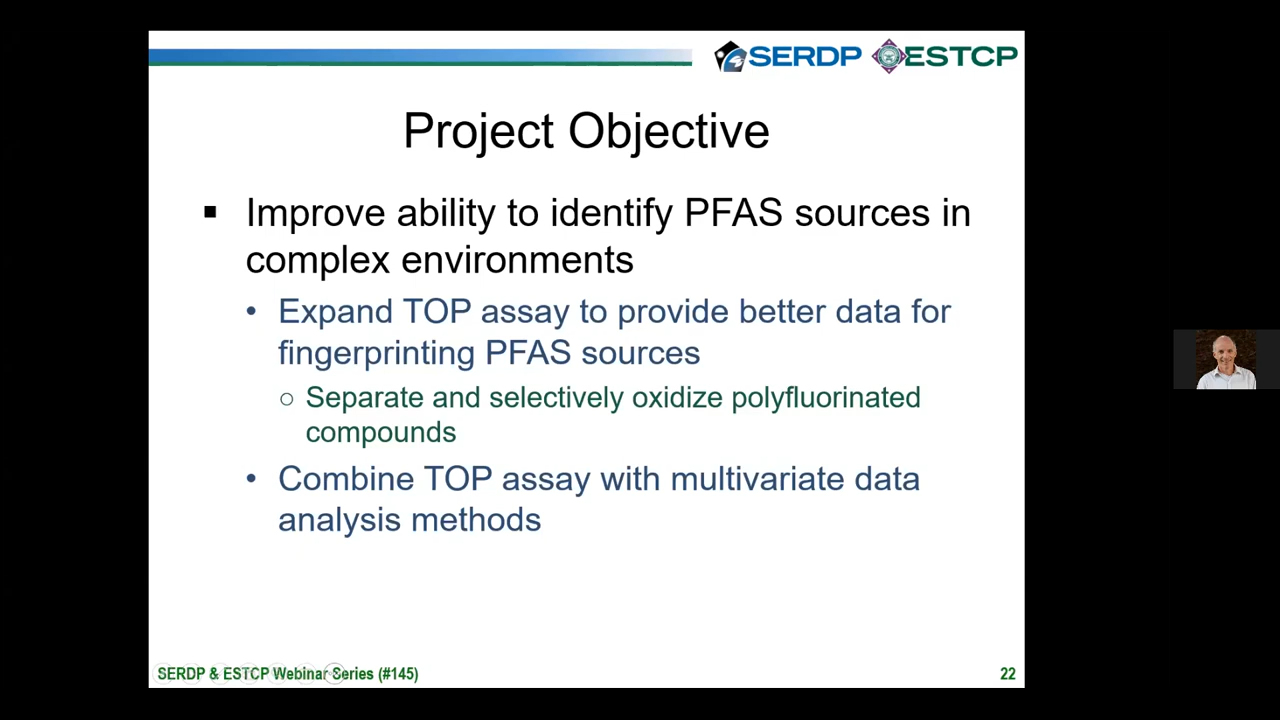 SERDP ESTCP
Project Objective
▪ Improve ability to identify PFAS sources in
complex environments
• Expand TOP assay to provide better data for
fingerprinting PFAS sources
○ Separate and selectively oxidize polyfluorinated
compounds
• Combine TOP assay with multivariate data
analysis methods
SERDP & ESTCP Webinar Series (#145) 22